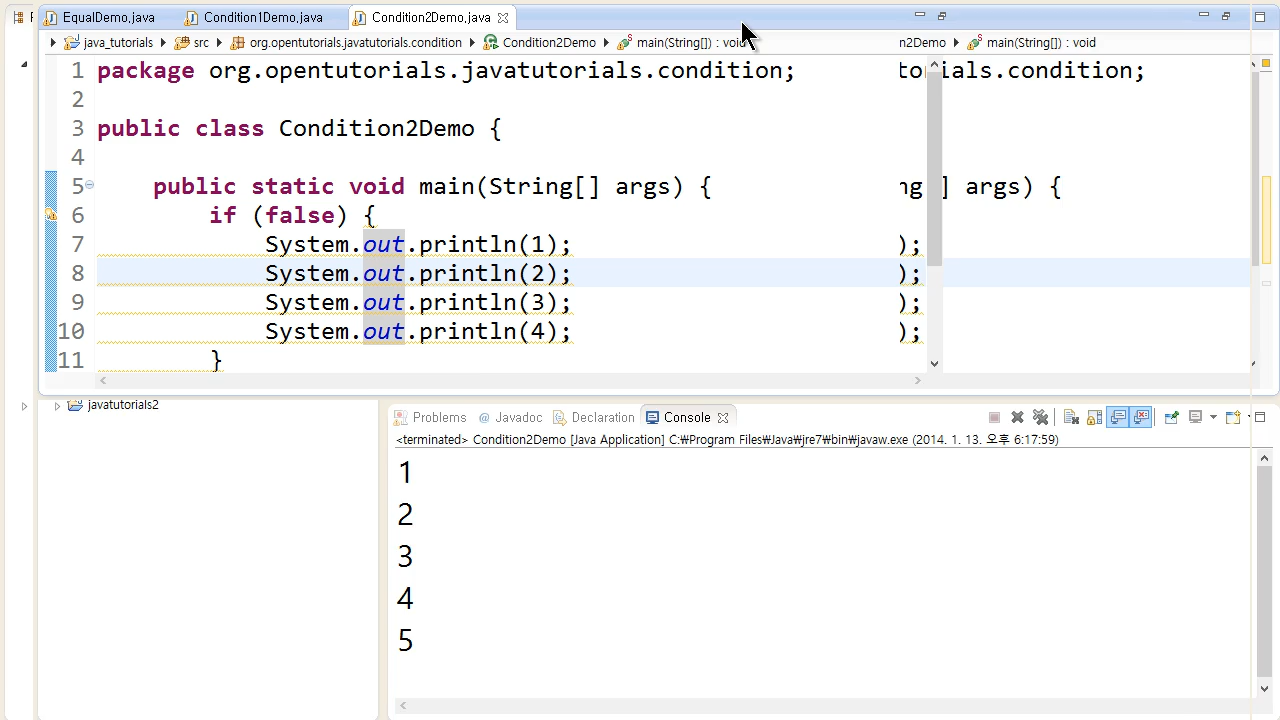 EqualDemo.java Condition1Demo.java Condition2Demo.java
java_tutorials src org.opentutorials.javatutorials.condition Condition2Demo main(String[]) : void n2Demo main(String[]) : void
1 package org.opentutorials.javatutorials.condition; torials.condition;
2
3 public class Condition2Demo {
4
5 public static void main(String[] args) { ng[] args) {
6 if (false) {
7 System.out.println(1); );
8 System.out.println(2); );
9 System.out.println(3); );
10 System.out.println(4); );
11 }
javatutorials2
Problems @ Javadoc Declaration Console
<terminated> Condition2Demo [Java Application] C:₩Program Files₩Java₩jre7₩bin₩javaw.exe (2014. 1. 13. 오후 6:17:59)
1
2
3
4
5